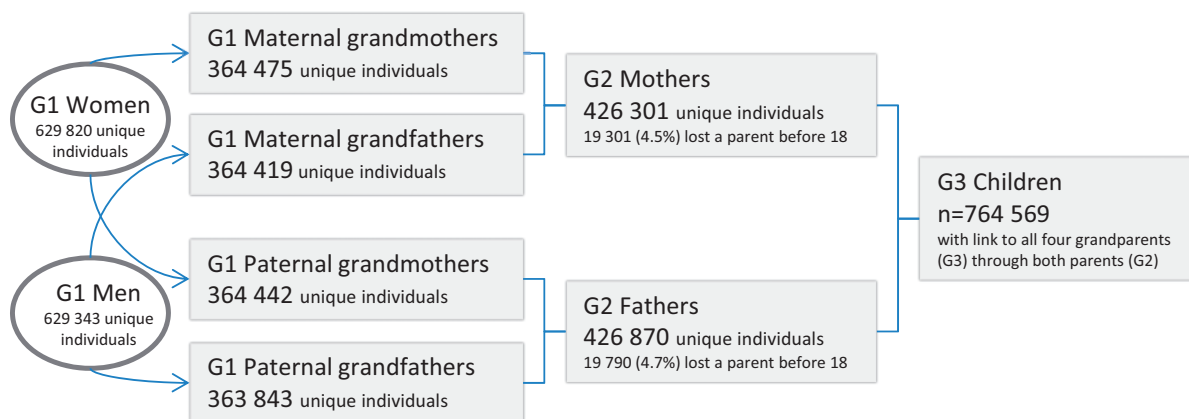 G1 Women
629 820 unique
individuals
G1 Men
629 343 unique
individuals
G1 Maternal grandmothers
364 475 unique individuals
G1 Maternal grandfathers
364 419 unique individuals
G1 Paternal grandmothers
364 442 unique individuals
G1 Paternal grandfathers
363 843 unique individuals
G2 Mothers
426 301 unique individuals
19 301 (4.5%) lost a parent before 18
G2 Fathers
426 870 unique individuals
19 790 (4.7%) lost a parent before 18
G3 Children
n=764 569
with link to all four grandparents
(G3) through both parents (G2)